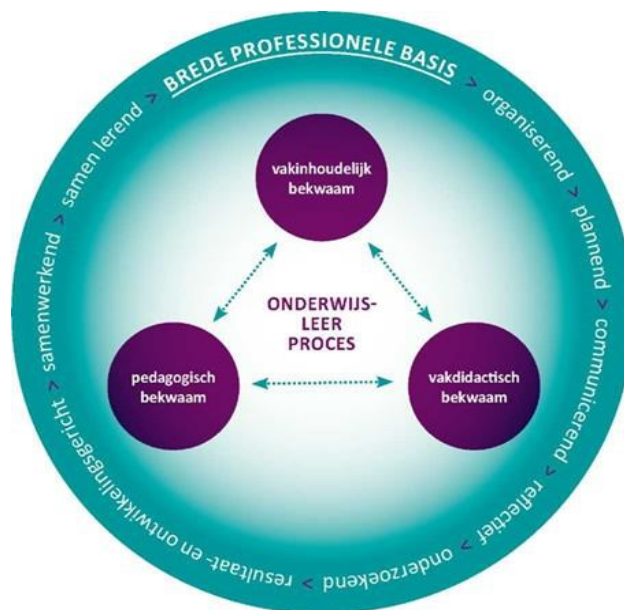 BREDE PROFESSIONELE BASIS > organiserend > plannend > communicerend > reflectief > onderzoekend > resultaat- en ontwikkelingsgericht > samenwerkend > samen lerend >
vakinhoudelijk
bekwaam
ONDERWIJS-
LEER
PROCES
pedagogisch
bekwaam
vakdidactisch
bekwaam